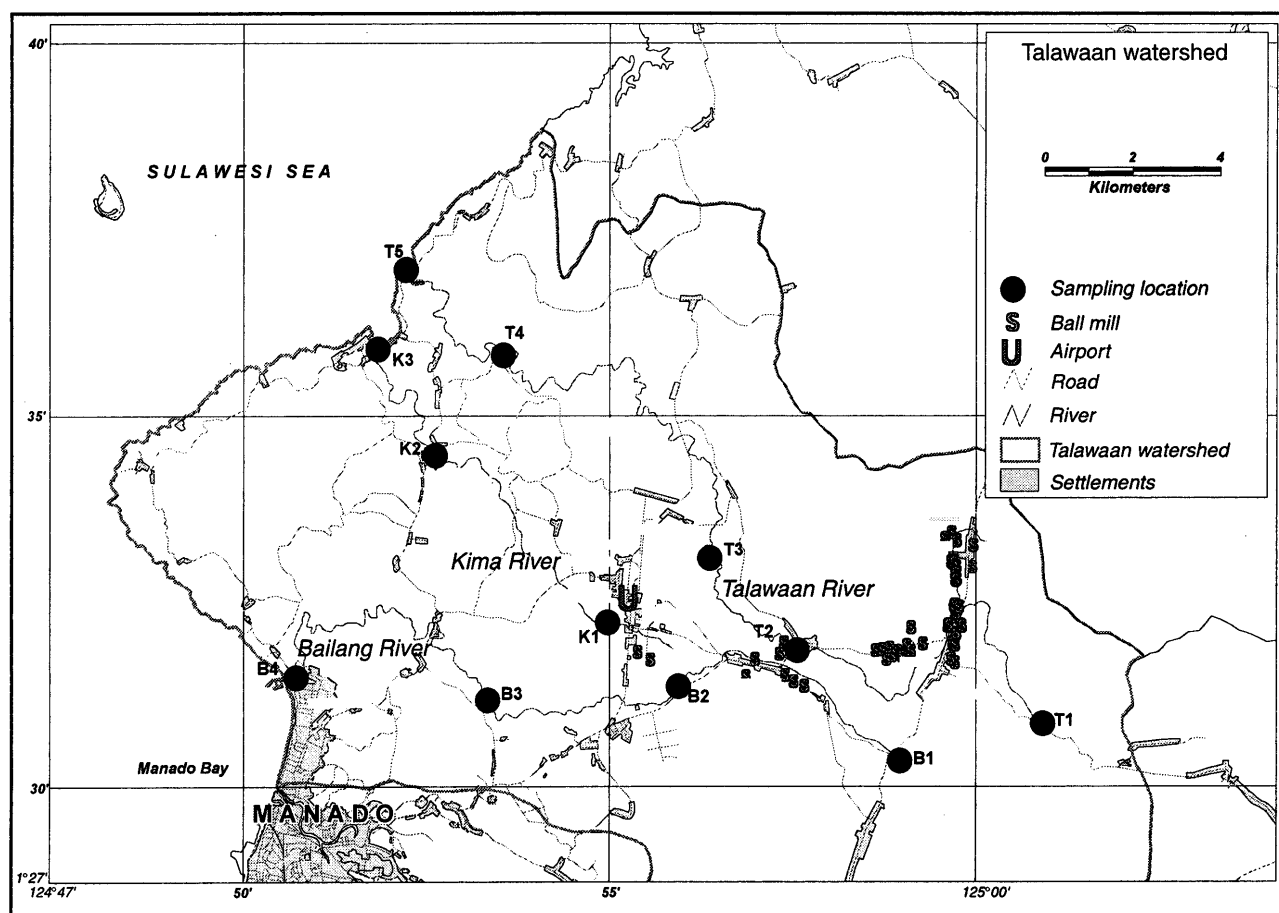 40'
Talawaan watershed
0 2 4
Kilometers
SULAWESI SEA
T5
Sampling location
Ball mill
Airport
Road
River
Talawaan watershed
Settlements
T4
K3
35'
K2
T3
Kima River
Talawaan River
K1
T2
Bailang River
B4
B3
B2
T1
B1
Manado Bay
30'
MANADO
1°27'
124°47'
50'
55'
125°00'